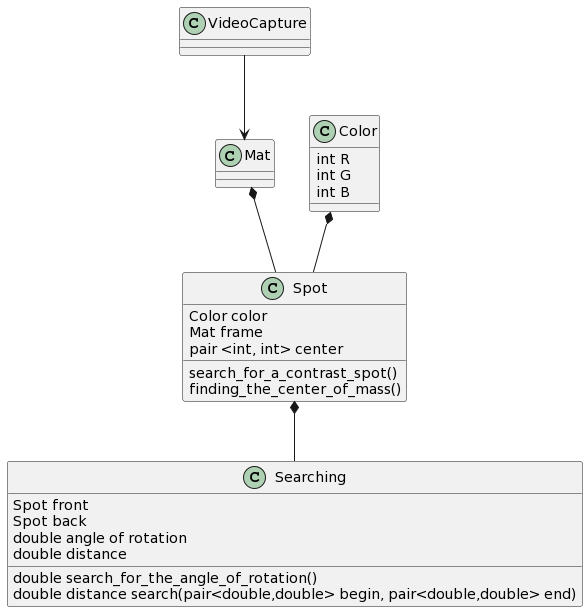 C VideoCapture
C Mat
C Color
int R
int G
int B
C Spot
Color color
Mat frame
pair <int, int> center
search_for_a_contrast_spot()
finding_the_center_of_mass()
C Searching
Spot front
Spot back
double angle of rotation
double distance
double search_for_the_angle_of_rotation()
double distance search(pair<double,double> begin, pair<double,double> end)